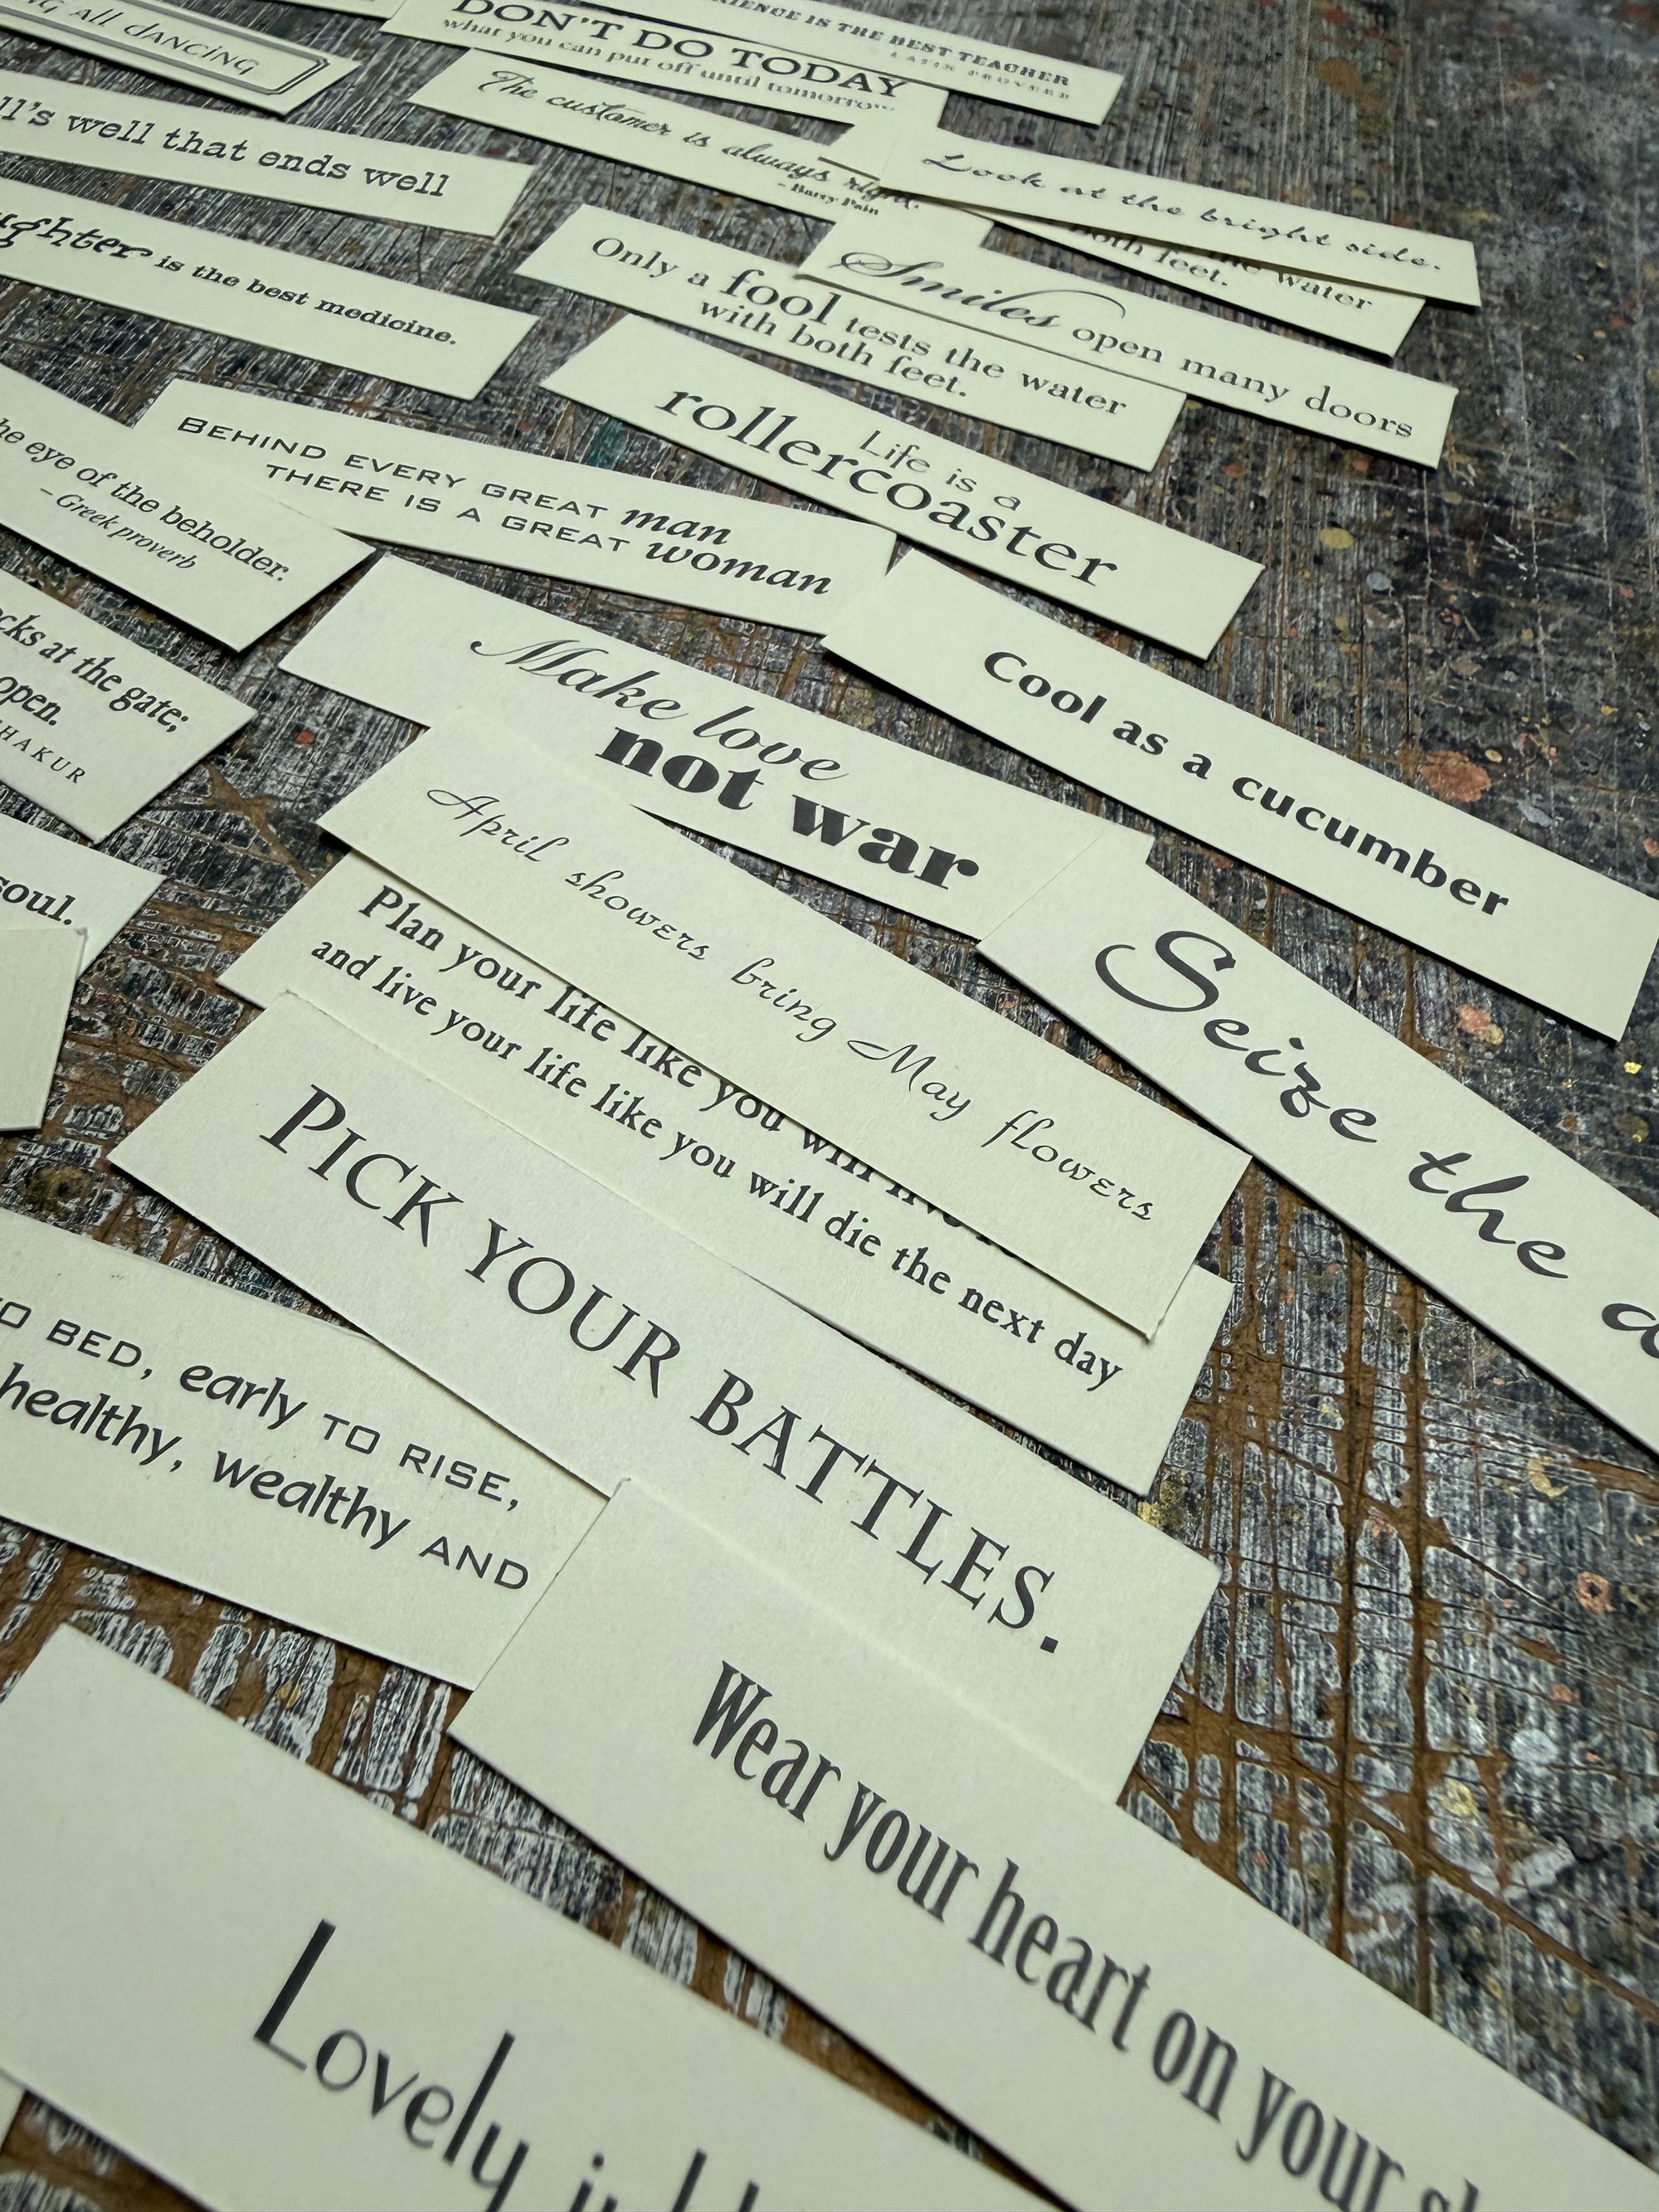 all dANCING
IS THE BEST TEACHER
LATIN PROVERB
DON'T DO TODAY
what you can put off until tomorrow
The customer is always right.
- Barry Pain
well that ends well
Look at the bright side.
both feet.
water
is the best medicine.
Smiles open many doors
Only a fool tests the water
with both feet.
Life is a
rollercoaster
BEHIND EVERY GREAT man
THERE IS A GREAT woman
eye of the beholder.
- Greek proverb
Cool as a cucumber
at the gate;
open.
Make love
not war
soul.
April showers bring May flowers
Seize the
Plan your life like you will
and live your life like you will die the next day
PICK YOUR BATTLES.
BED, early TO RISE,
healthy, wealthy AND
Wear your heart on your
Lovely